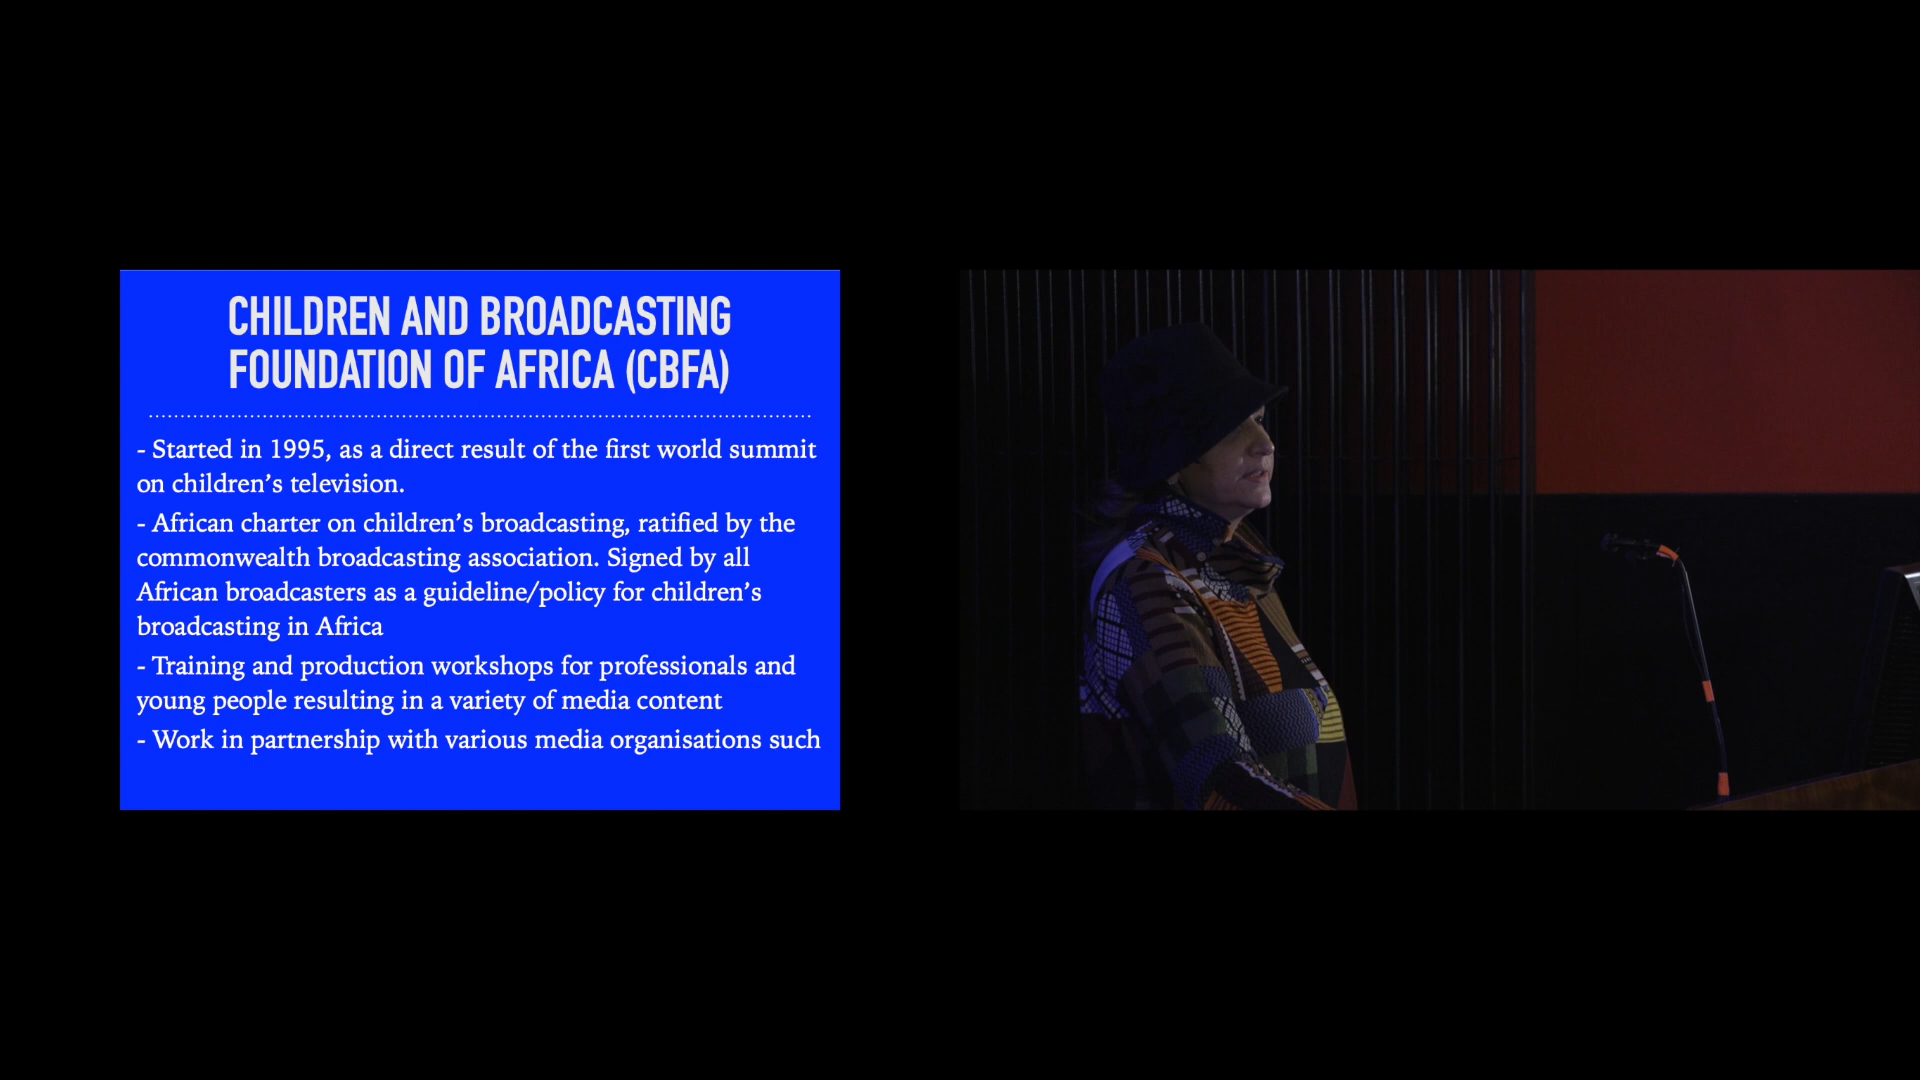 CHILDREN AND BROADCASTING
FOUNDATION OF AFRICA (CBFA)
- Started in 1995, as a direct result of the first world summit
on children’s television.
- African charter on children’s broadcasting, ratified by the
commonwealth broadcasting association. Signed by all
African broadcasters as a guideline/policy for children’s
broadcasting in Africa
- Training and production workshops for professionals and
young people resulting in a variety of media content
- Work in partnership with various media organisations such